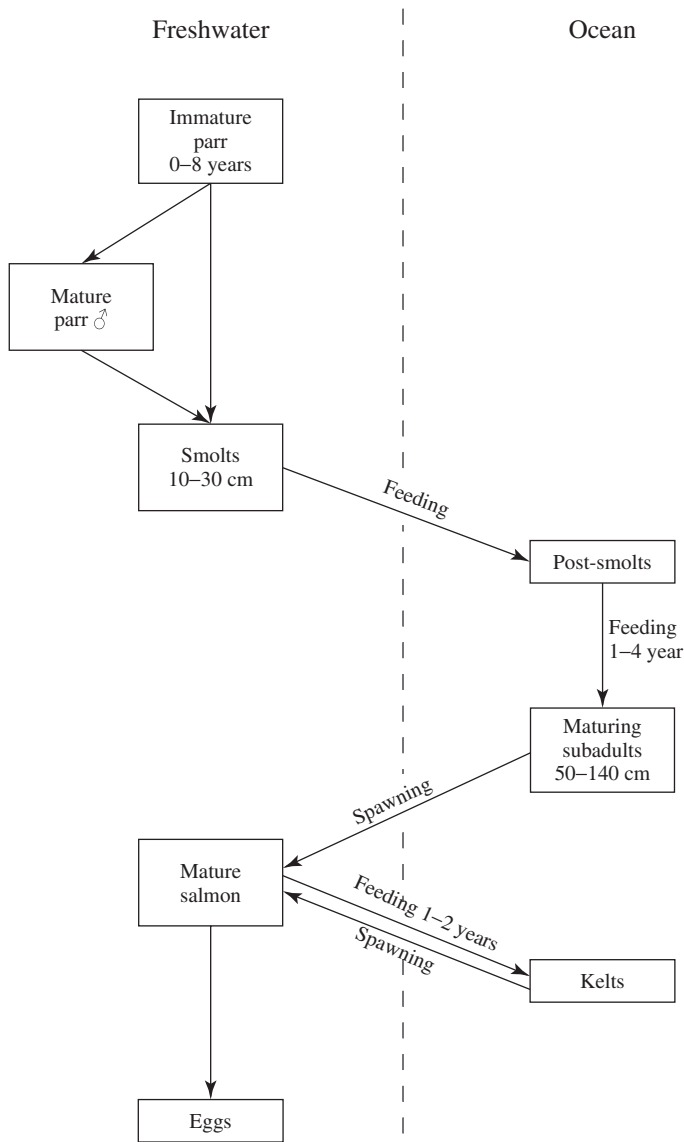 Freshwater
Ocean
Immature
parr
0–8 years
Mature
parr ♂
Smolts
10–30 cm
Feeding
Post-smolts
Feeding
1–4 year
Maturing
subadults
50–140 cm
Spawning
Mature
salmon
Feeding 1–2 years
Spawning
Kelts
Eggs